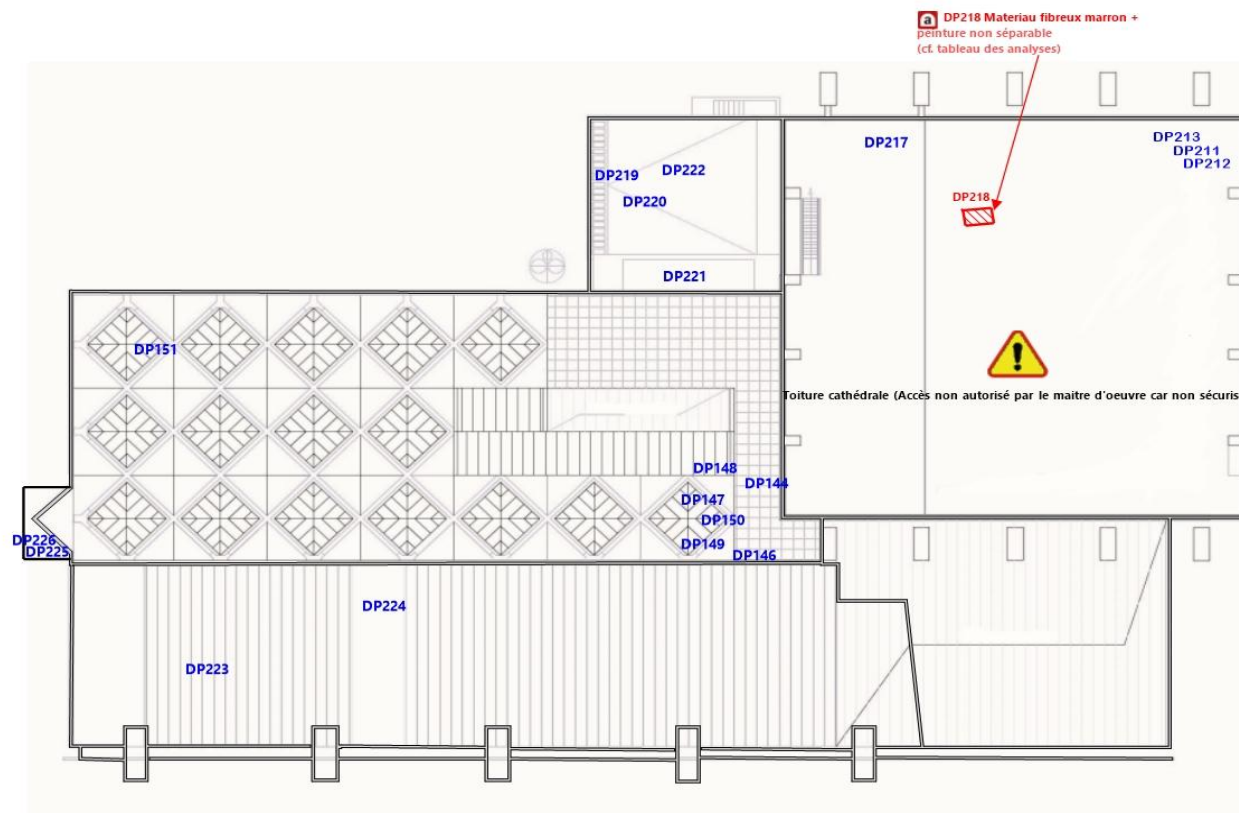 a DP218 Materiau fibreux marron +
peinture non séparable
(cf. tableau des analyses)
DP213
DP217
DP211
DP212
DP222
DP219
DP218
DP220
DP221
DP151
Toiture cathédrale (Accès non autorisé par le maitre d'oeuvre car non sécuris
DP148
DP144
DP147
DP150
DP226
DP149
DP225
DP146
DP224
DP223